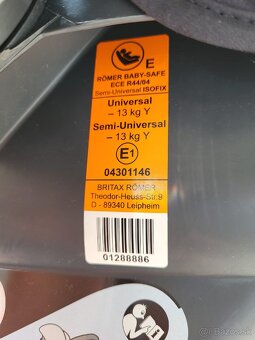 E
RÖMER BABY-SAFE
ECE R44/04
Semi-Universal ISOFIX
Universal
– 13 kg Y
Semi-Universal
– 13 kg Y
E1
04301146
BRITAX RÖMER
Theodor-Heuss-Str.9
D - 89340 Leipheim
01288886